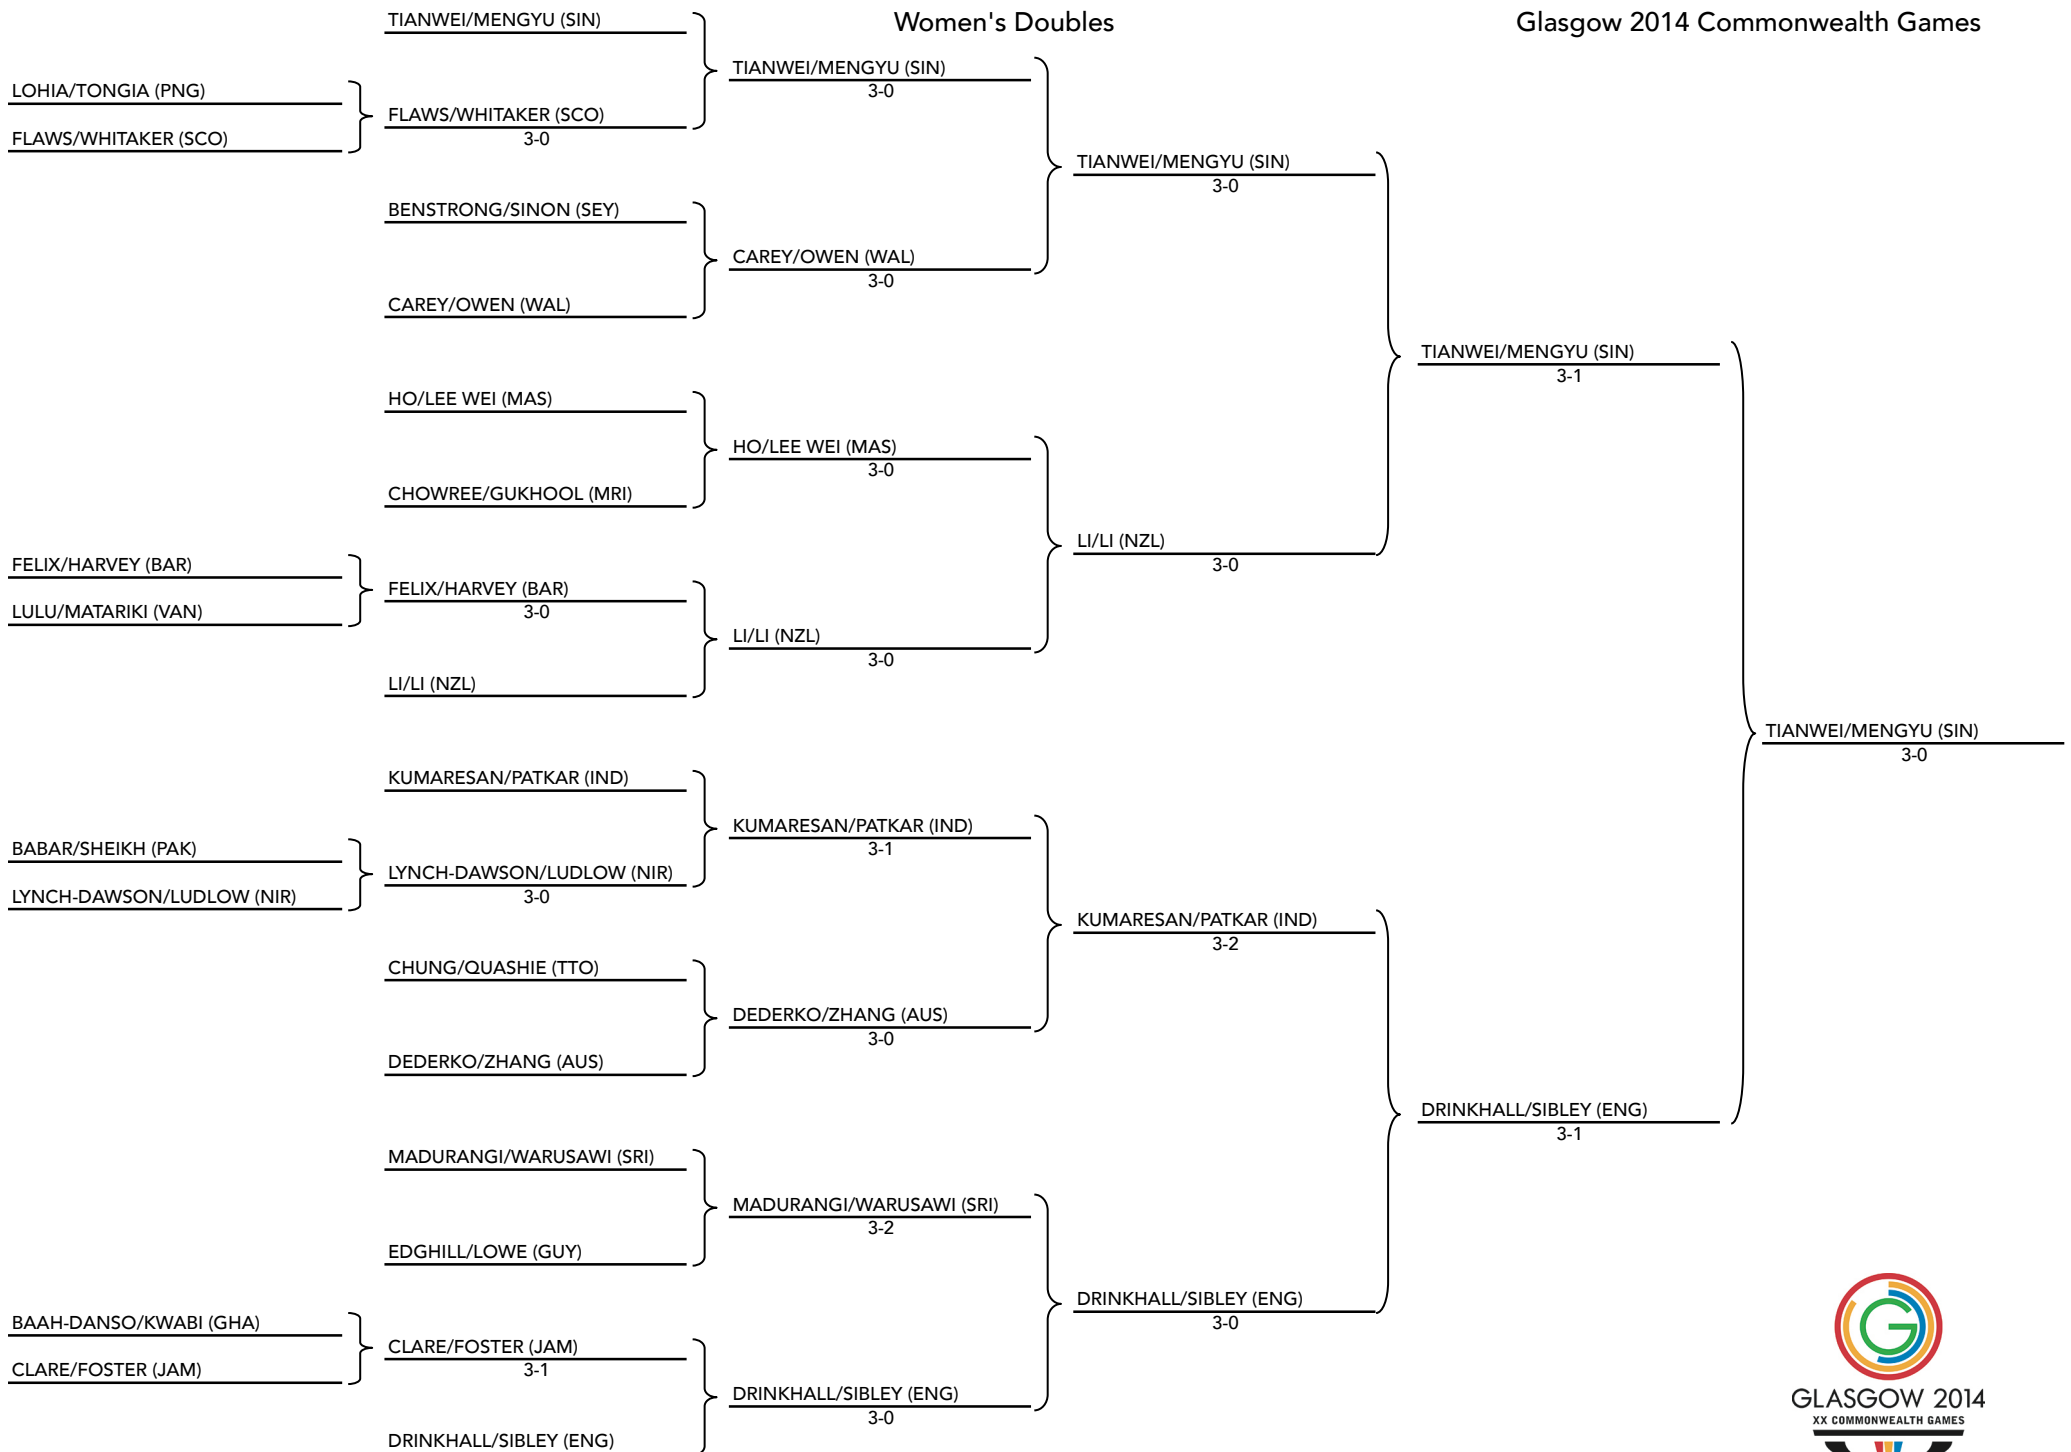 Women's Doubles
Glasgow 2014 Commonwealth Games
LOHIA/TONGIA (PNG)
FLAWS/WHITAKER (SCO)
FELIX/HARVEY (BAR)
LULU/MATARIKI (VAN)
BABAR/SHEIKH (PAK)
LYNCH-DAWSON/LUDLOW (NIR)
BAAH-DANSO/KWABI (GHA)
CLARE/FOSTER (JAM)
TIANWEI/MENGYU (SIN)
FLAWS/WHITAKER (SCO)
3-0
BENSTRONG/SINON (SEY)
CAREY/OWEN (WAL)
HO/LEE WEI (MAS)
CHOWREE/GUKHOOL (MRI)
FELIX/HARVEY (BAR)
3-0
LI/LI (NZL)
KUMARESAN/PATKAR (IND)
LYNCH-DAWSON/LUDLOW (NIR)
3-0
CHUNG/QUASHIE (TTO)
DEDERKO/ZHANG (AUS)
MADURANGI/WARUSAWI (SRI)
EDGHILL/LOWE (GUY)
CLARE/FOSTER (JAM)
3-1
DRINKHALL/SIBLEY (ENG)
TIANWEI/MENGYU (SIN)
3-0
CAREY/OWEN (WAL)
3-0
HO/LEE WEI (MAS)
3-0
LI/LI (NZL)
3-0
KUMARESAN/PATKAR (IND)
3-1
DEDERKO/ZHANG (AUS)
3-0
MADURANGI/WARUSAWI (SRI)
3-2
DRINKHALL/SIBLEY (ENG)
3-0
TIANWEI/MENGYU (SIN)
3-0
LI/LI (NZL)
3-0
KUMARESAN/PATKAR (IND)
3-2
DRINKHALL/SIBLEY (ENG)
3-0
TIANWEI/MENGYU (SIN)
3-1
DRINKHALL/SIBLEY (ENG)
3-1
TIANWEI/MENGYU (SIN)
3-0
GLASGOW 2014
XX COMMONWEALTH GAMES